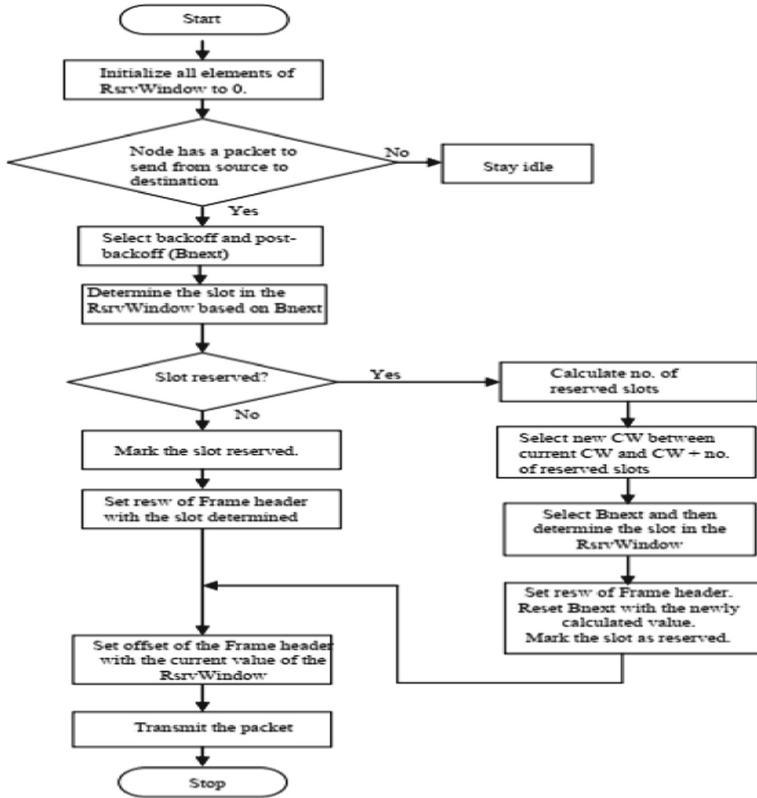 Start
Initialize all elements of
RsrvWindow to 0.
Node has a packet to
send from source to
destination
No
Stay idle
Yes
Select backoff and post-
backoff (Bnext)
Determine the slot in the
RsrvWindow based on Bnext
Slot reserved?
Yes
No
Calculate no. of
reserved slots
Mark the slot reserved.
Select new CW between
current CW and CW + no.
of reserved slots
Set resw of Frame header
with the slot determined
Select Bnext and then
determine the slot in the
RsrvWindow
Set resw of Frame header.
Reset Bnext with the newly
calculated value.
Mark the slot as reserved.
Set offset of the Frame header
with the current value of the
RsrvWindow
Transmit the packet
Stop